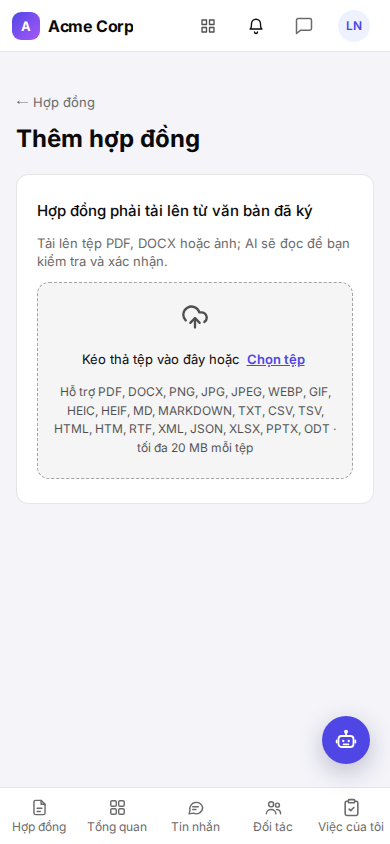 A Acme Corp LN
← Hợp đồng
Thêm hợp đồng
Hợp đồng phải tải lên từ văn bản đã ký
Tải lên tệp PDF, DOCX hoặc ảnh; AI sẽ đọc để bạn
kiểm tra và xác nhận.
Kéo thả tệp vào đây hoặc Chọn tệp
Hỗ trợ PDF, DOCX, PNG, JPG, JPEG, WEBP, GIF,
HEIC, HEIF, MD, MARKDOWN, TXT, CSV, TSV,
HTML, HTM, RTF, XML, JSON, XLSX, PPTX, ODT ·
tối đa 20 MB mỗi tệp
Hợp đồng Tổng quan Tin nhắn Đối tác Việc của tôi